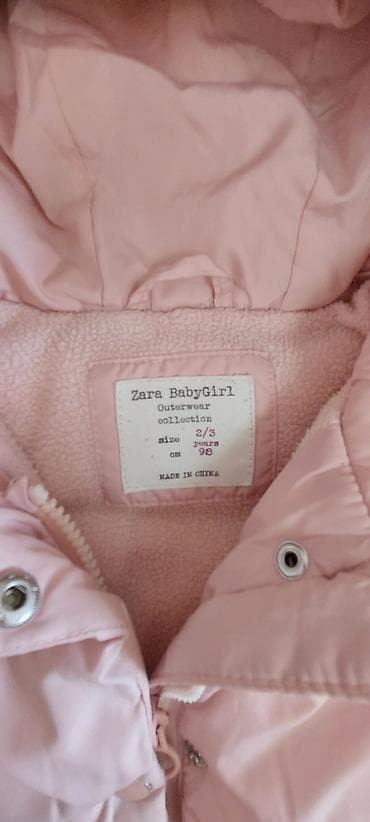 Zara BabyGirl
Outerwear
collection
size 2/3
years
cm 98
MADE IN CHINA